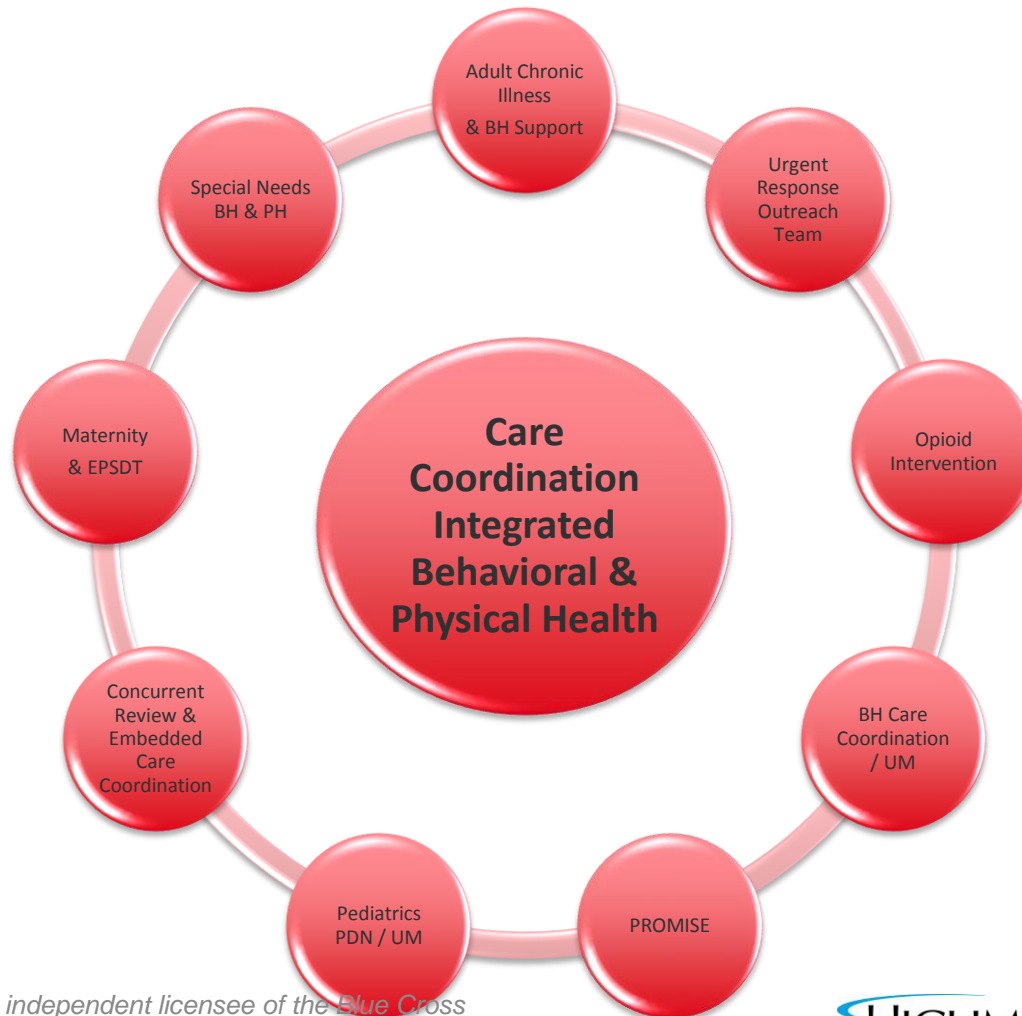 Adult Chronic
Illness
& BH Support
Urgent
Response
Outreach
Team
Opioid
Intervention
BH Care
Coordination
/ UM
PROMISE
Pediatrics
PDN / UM
Concurrent
Review &
Embedded
Care
Coordination
Maternity
& EPSDT
Special Needs
BH & PH
Care
Coordination
Integrated
Behavioral &
Physical Health
independent licensee of the Blue Cross